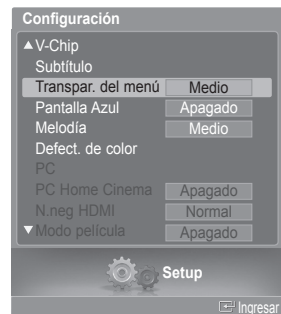 Configuración
▲V-Chip
Subtítulo
Transpar. del menú Medio
Pantalla Azul Apagado
Melodía Medio
Defect. de color
PC
PC Home Cinema Apagado
N.neg HDMI Normal
▼Modo película Apagado
Setup
Ingresar